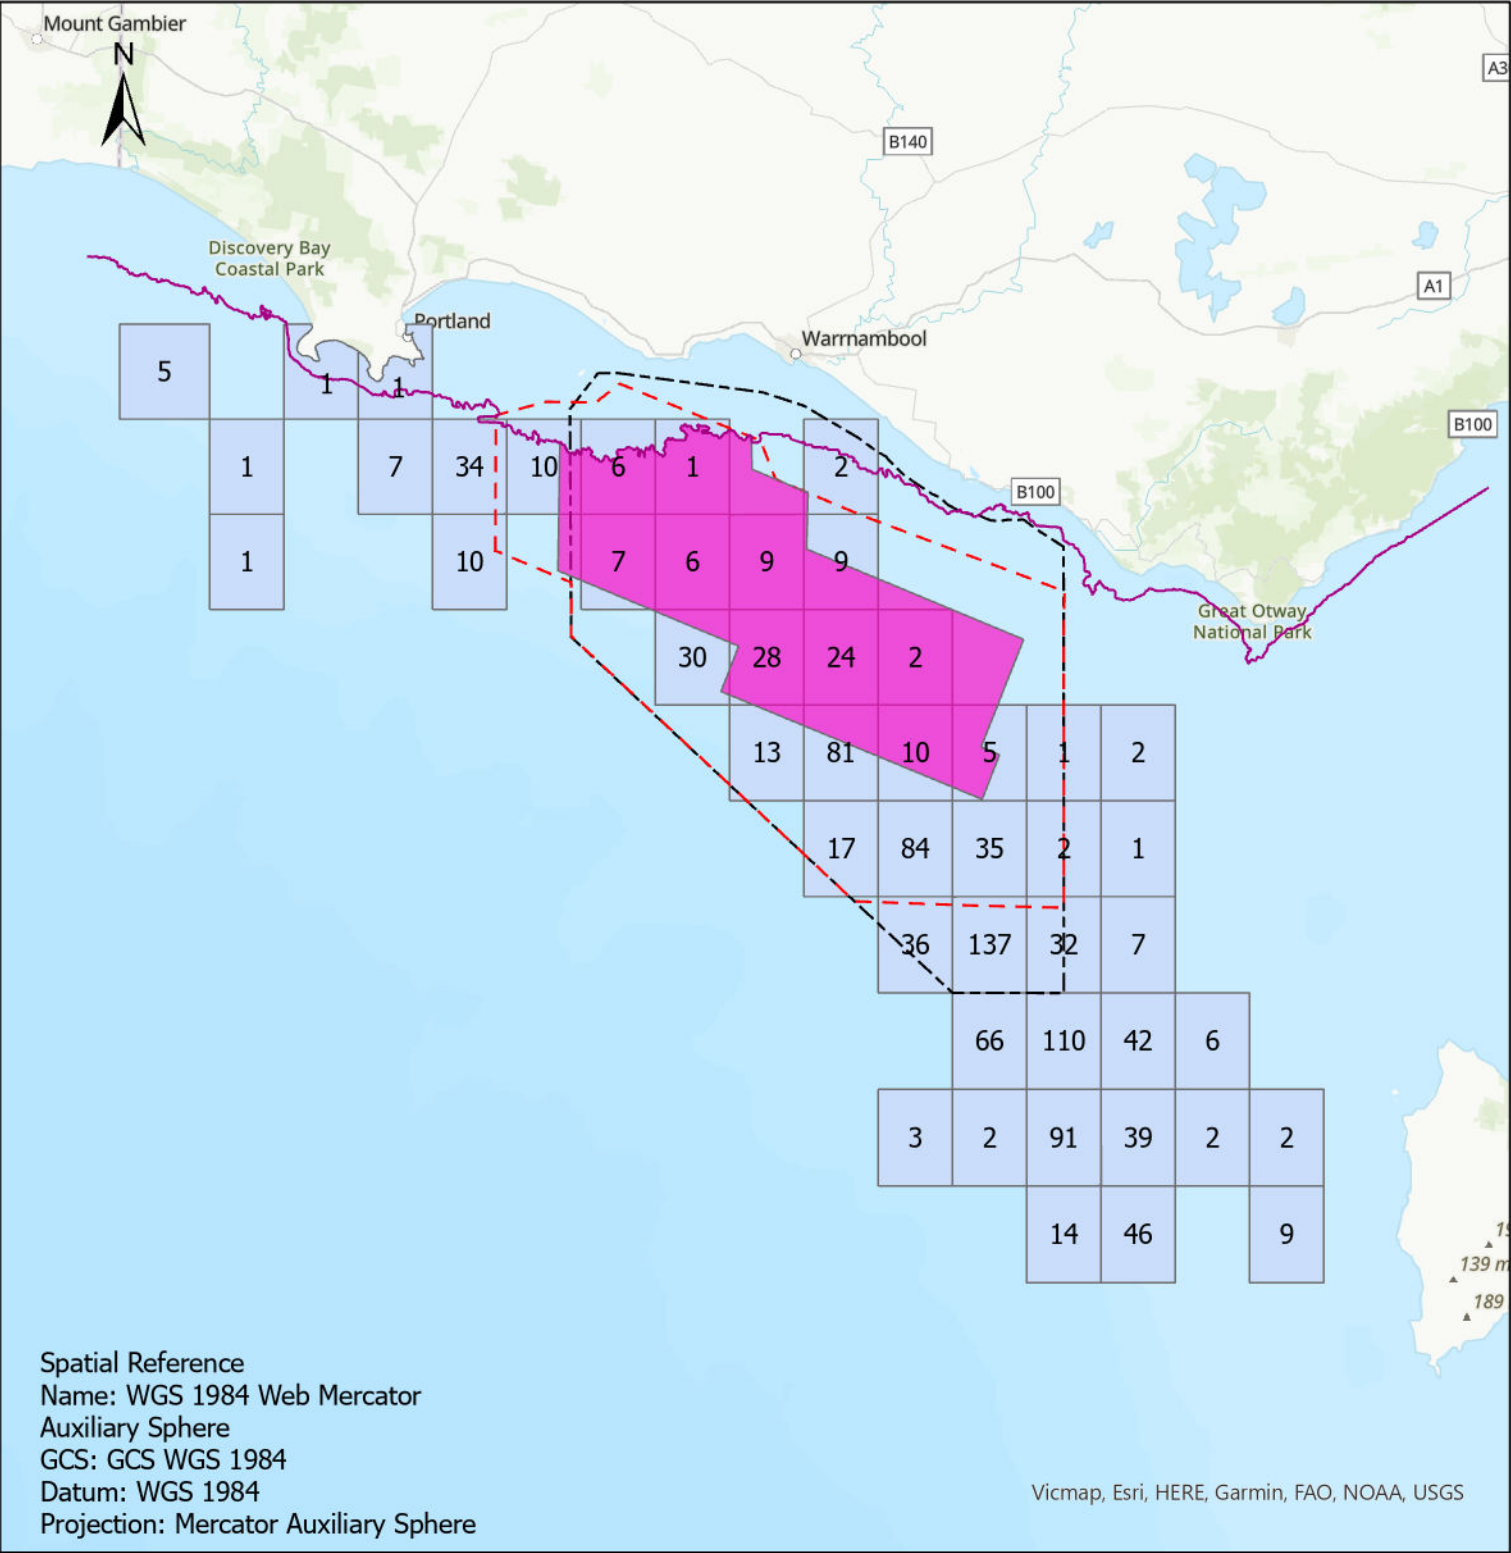 Mount Gambier
N
A3
B140
Discovery Bay
Coastal Park
A1
Portland
Warrnambool
5
1
1
B100
1
7
34
10
6
1
2
B100
1
10
7
6
9
9
Great Otway
National Park
30
28
24
2
13
81
10
5
1
2
17
84
35
2
1
36
137
32
7
66
110
42
6
3
2
91
39
2
2
14
46
9
139 m
189
Spatial Reference
Name: WGS 1984 Web Mercator
Auxiliary Sphere
GCS: GCS WGS 1984
Datum: WGS 1984
Projection: Mercator Auxiliary Sphere
Vicmap, Esri, HERE, Garmin, FAO, NOAA, USGS